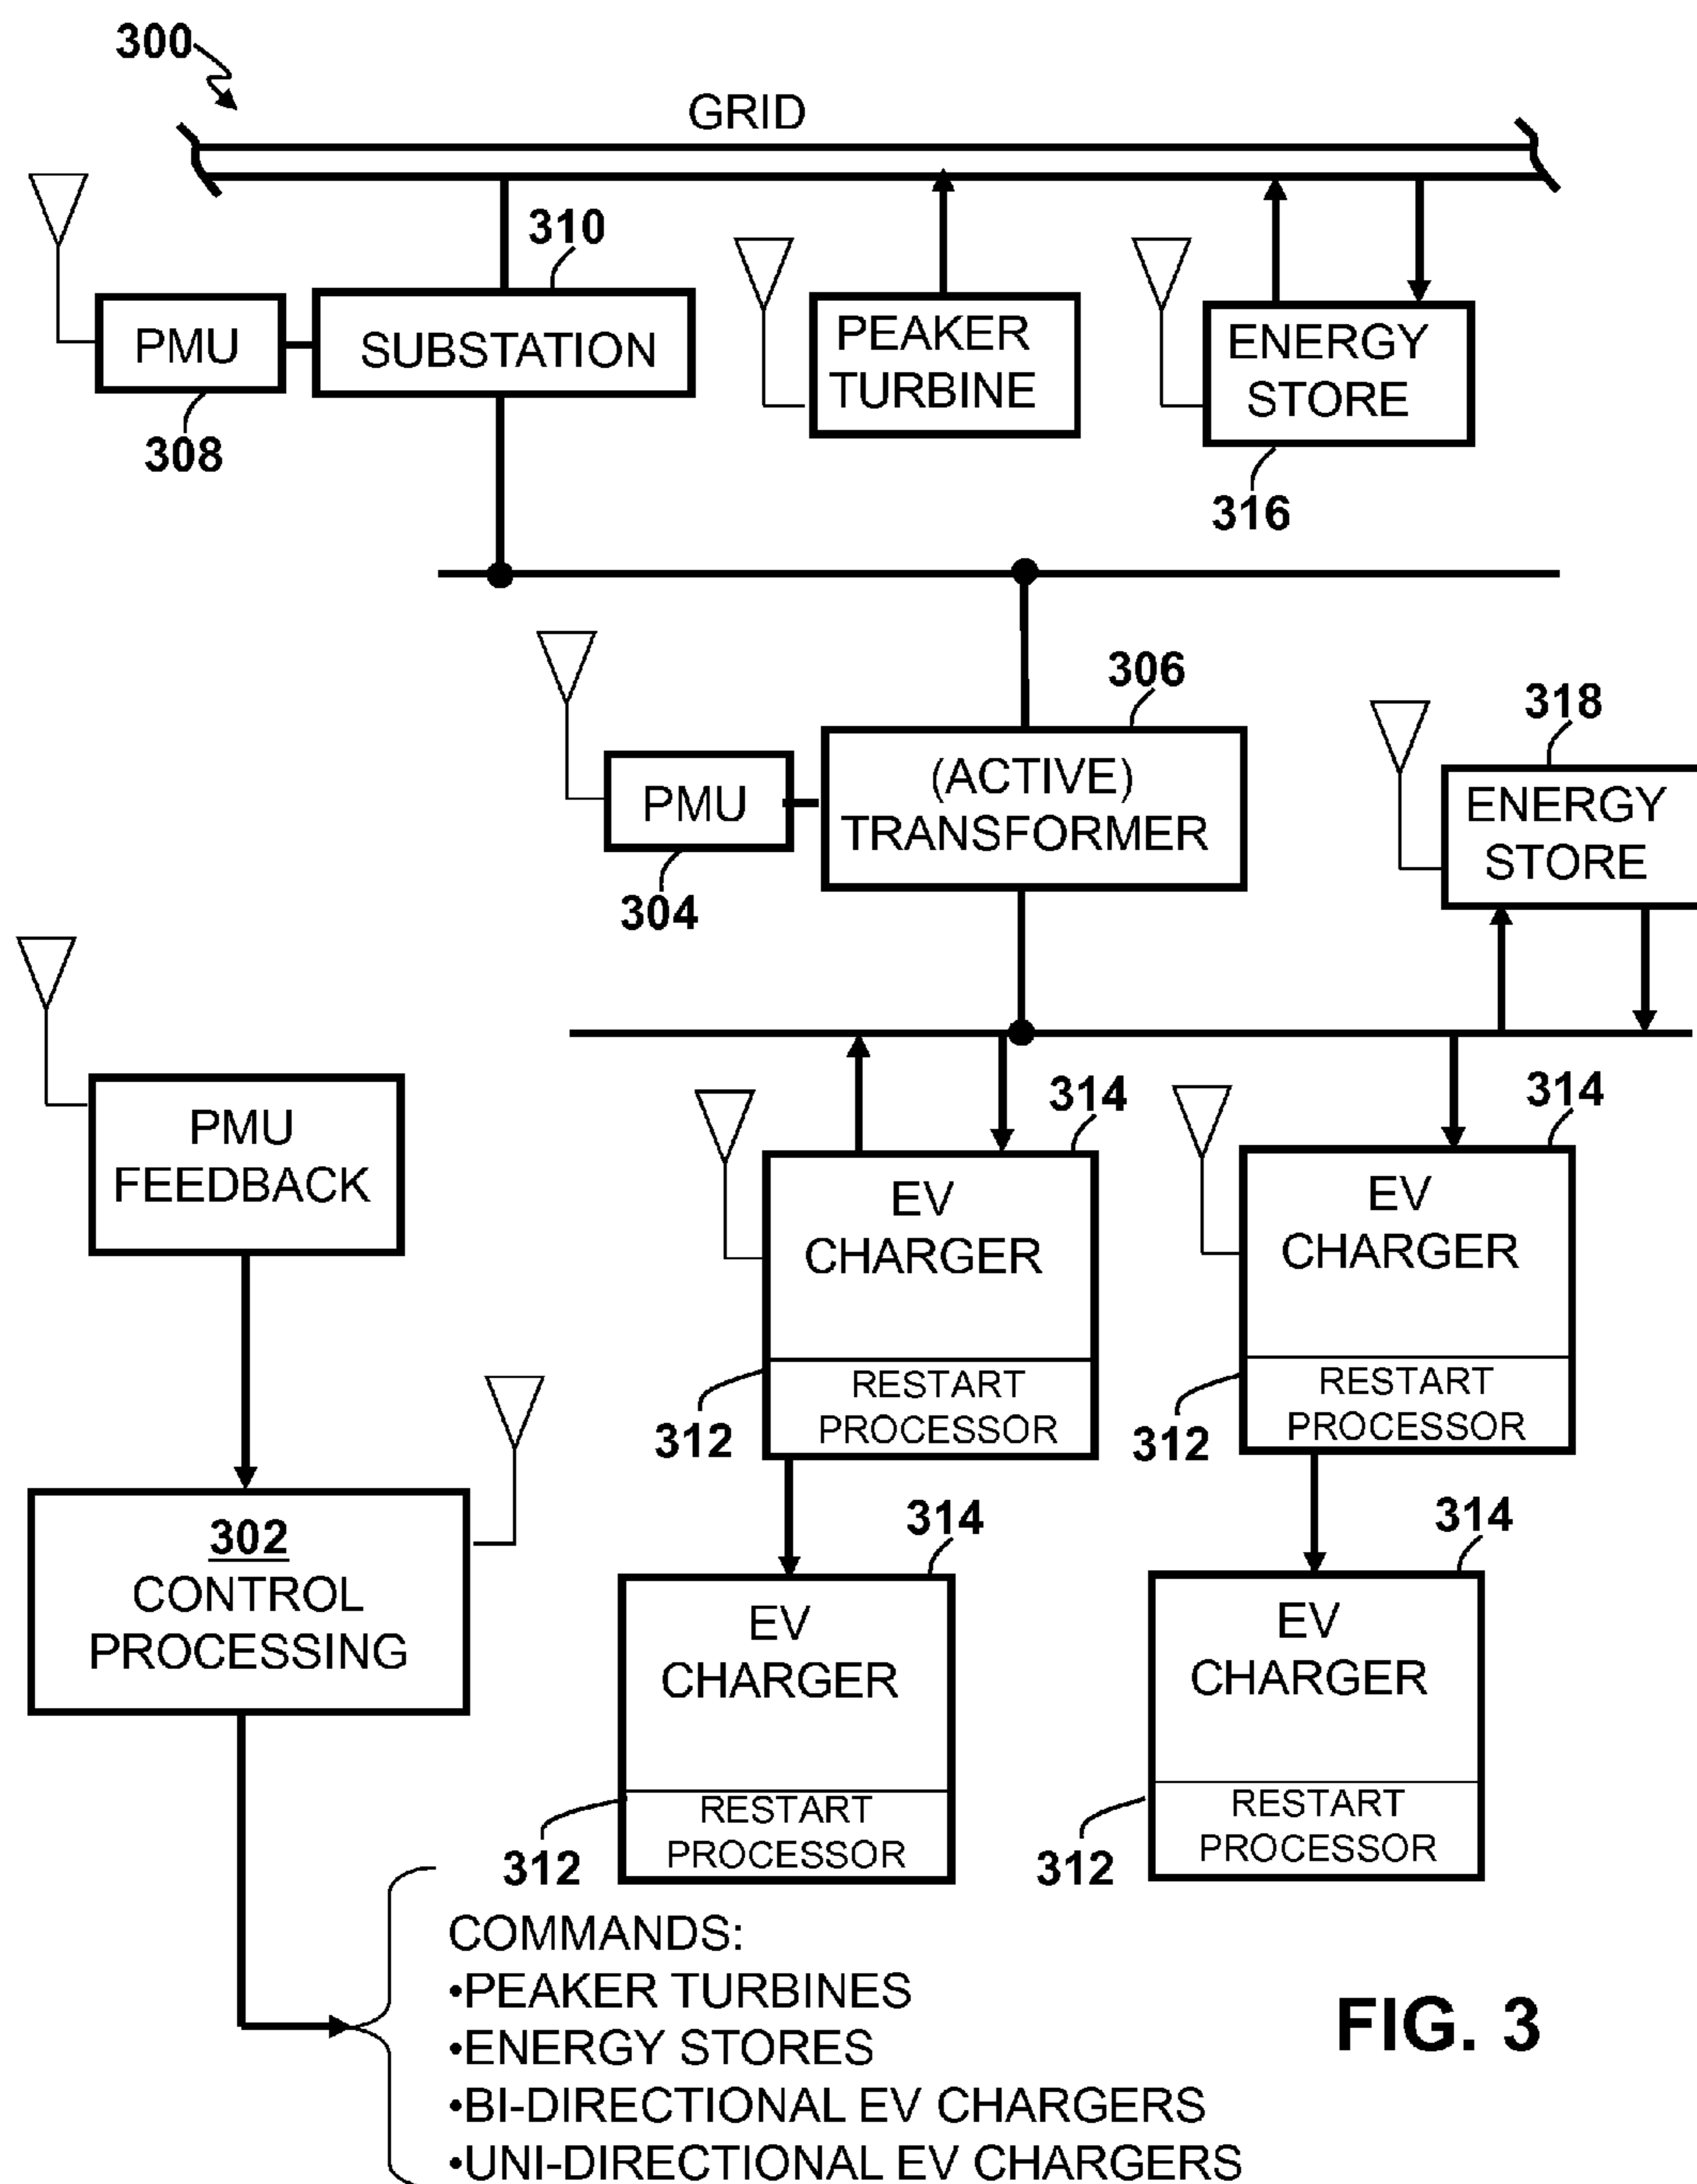 300
GRID
310
PMU
SUBSTATION
PEAKER
TURBINE
ENERGY
STORE
308
316
306
318
PMU
(ACTIVE)
TRANSFORMER
ENERGY
STORE
304
PMU
FEEDBACK
314
EV
CHARGER
RESTART
PROCESSOR
312
314
EV
CHARGER
RESTART
PROCESSOR
312
302
CONTROL
PROCESSING
314
EV
CHARGER
RESTART
PROCESSOR
312
314
EV
CHARGER
RESTART
PROCESSOR
312
COMMANDS:
•PEAKER TURBINES
•ENERGY STORES
•BI-DIRECTIONAL EV CHARGERS
•UNI-DIRECTIONAL EV CHARGERS
FIG. 3